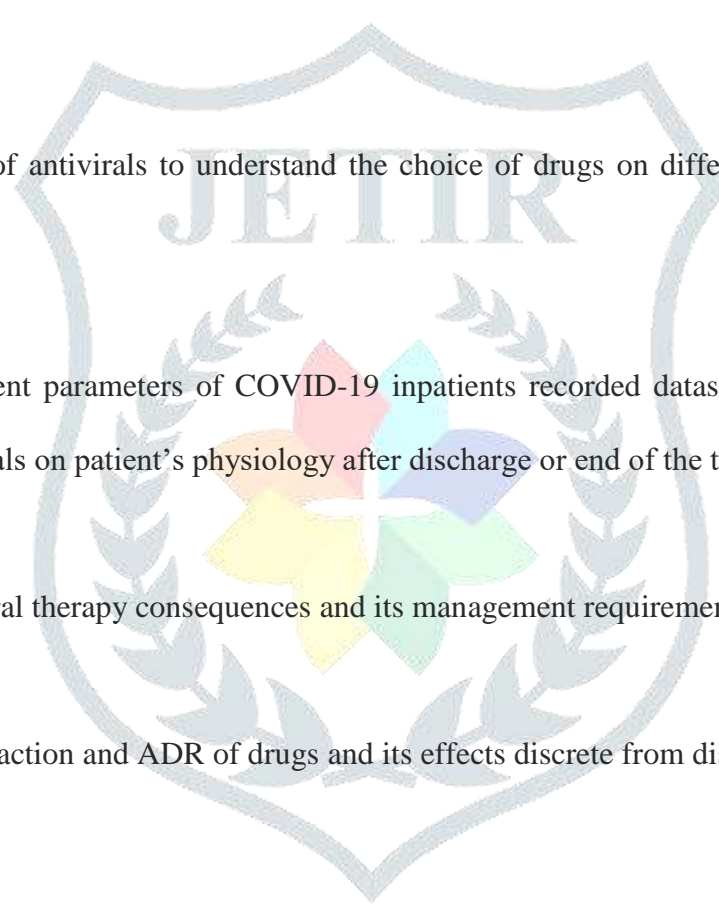 of antivirals to understand the choice of drugs on diffe
JETIR
ent parameters of COVID-19 inpatients recorded datas
als on patient’s physiology after discharge or end of the t
ral therapy consequences and its management requiremen
action and ADR of drugs and its effects discrete from dis